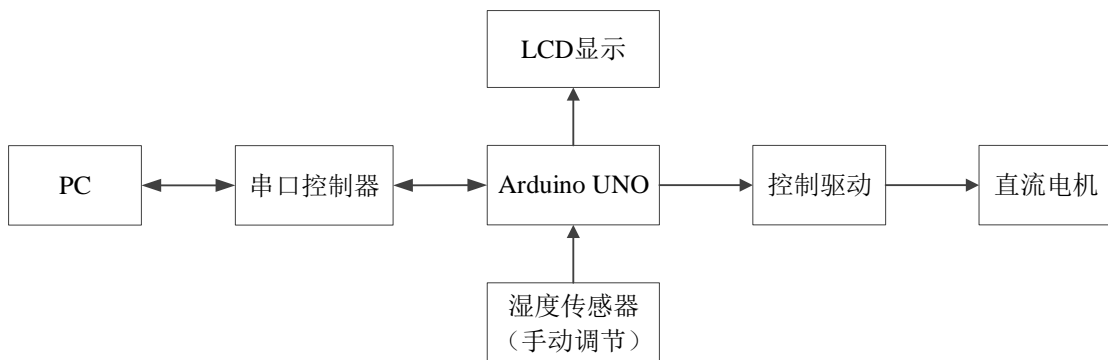 LCD显示
PC
串口控制器
Arduino UNO
控制驱动
直流电机
湿度传感器
（手动调节）